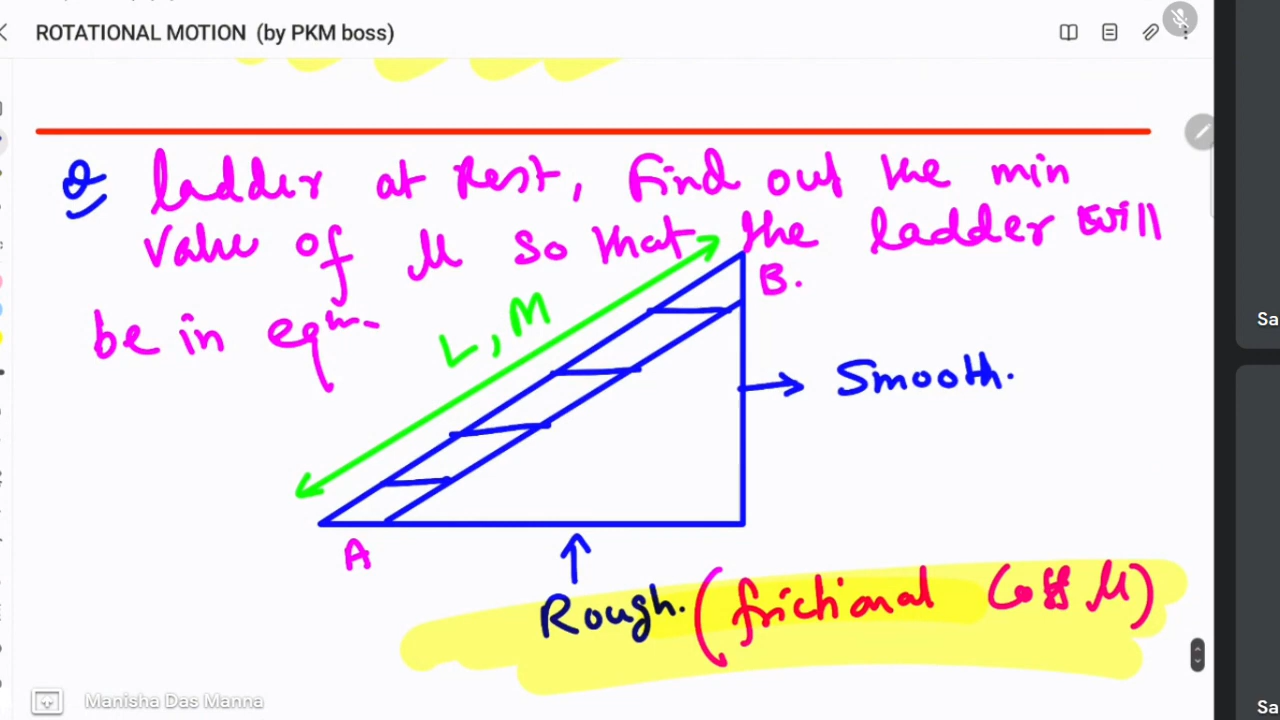 ROTATIONAL MOTION (by PKM boss)
Q ladder at Rest, Find out the min
value of μ so that the ladder will
be in eqm
B.
L, M
Smooth.
A
Rough. (frictional Coff μ)
Manisha Das Manna
Sa
Sa